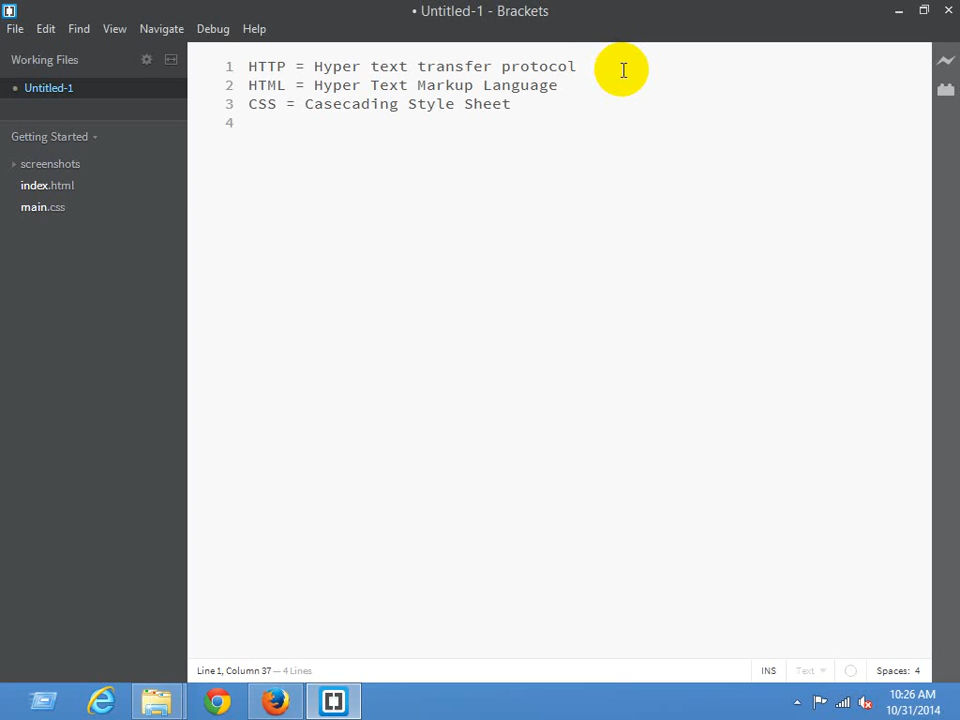 • Untitled-1 - Brackets
File Edit Find View Navigate Debug Help
Working Files
• Untitled-1
Getting Started
screenshots
index.html
main.css
1 HTTP = Hyper text transfer protocol
2 HTML = Hyper Text Markup Language
3 CSS = Casecading Style Sheet
4
Line 1, Column 37 — 4 Lines
INS Text Spaces: 4
10:26 AM
10/31/2014